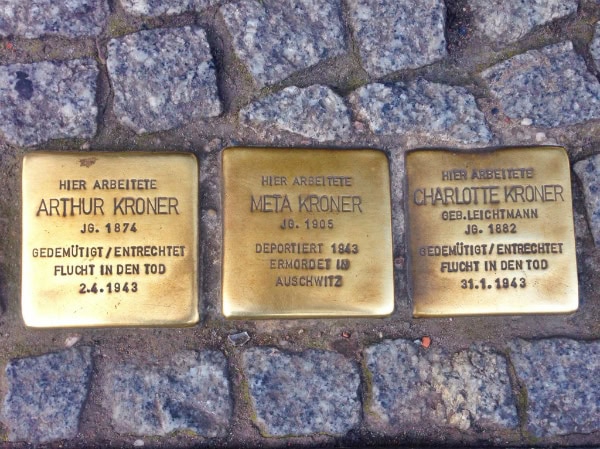 HIER ARBEITETE
ARTHUR KRONER
JG. 1874
GEDEMÜTIGT/ENTRECHTET
FLUCHT IN DEN TOD
2.4.1943
HIER ARBEITETE
META KRONER
JG. 1905
DEPORTIERT 1943
ERMORDET IN
AUSCHWITZ
HIER ARBEITETE
CHARLOTTE KRONER
GEB.LEICHTMANN
JG. 1882
GEDEMÜTIGT/ENTRECHTET
FLUCHT IN DEN TOD
31.1.1943